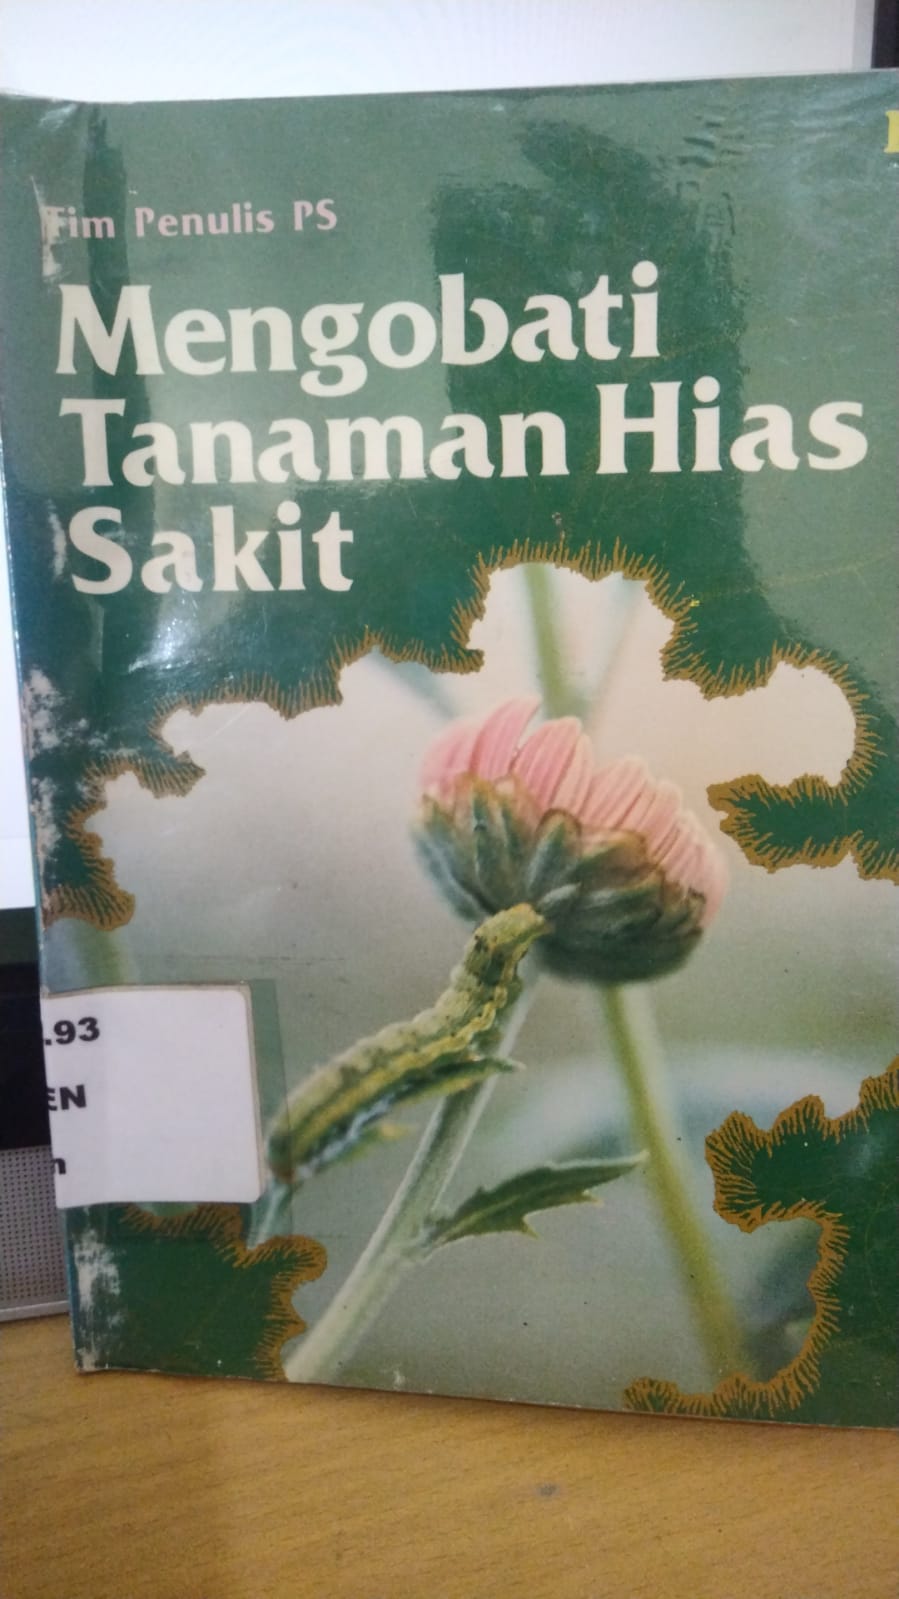 Tim Penulis PS
Mengobati
Tanaman Hias
Sakit
.93
EN
n